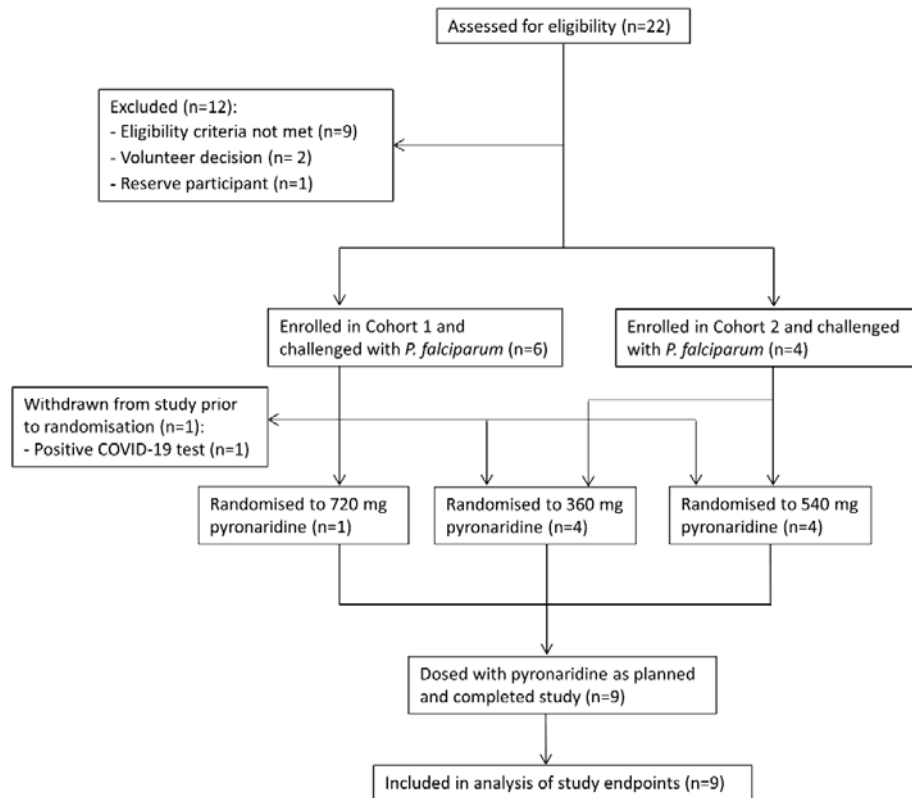 Assessed for eligibility (n=22)
Excluded (n=12):
- Eligibility criteria not met (n=9)
- Volunteer decision (n= 2)
- Reserve participant (n=1)
Enrolled in Cohort 1 and
challenged with P. falciparum (n=6)
Enrolled in Cohort 2 and challenged
with P. falciparum (n=4)
Withdrawn from study prior
to randomisation (n=1):
- Positive COVID-19 test (n=1)
Randomised to 720 mg
pyronaridine (n=1)
Randomised to 360 mg
pyronaridine (n=4)
Randomised to 540 mg
pyronaridine (n=4)
Dosed with pyronaridine as planned
and completed study (n=9)
Included in analysis of study endpoints (n=9)